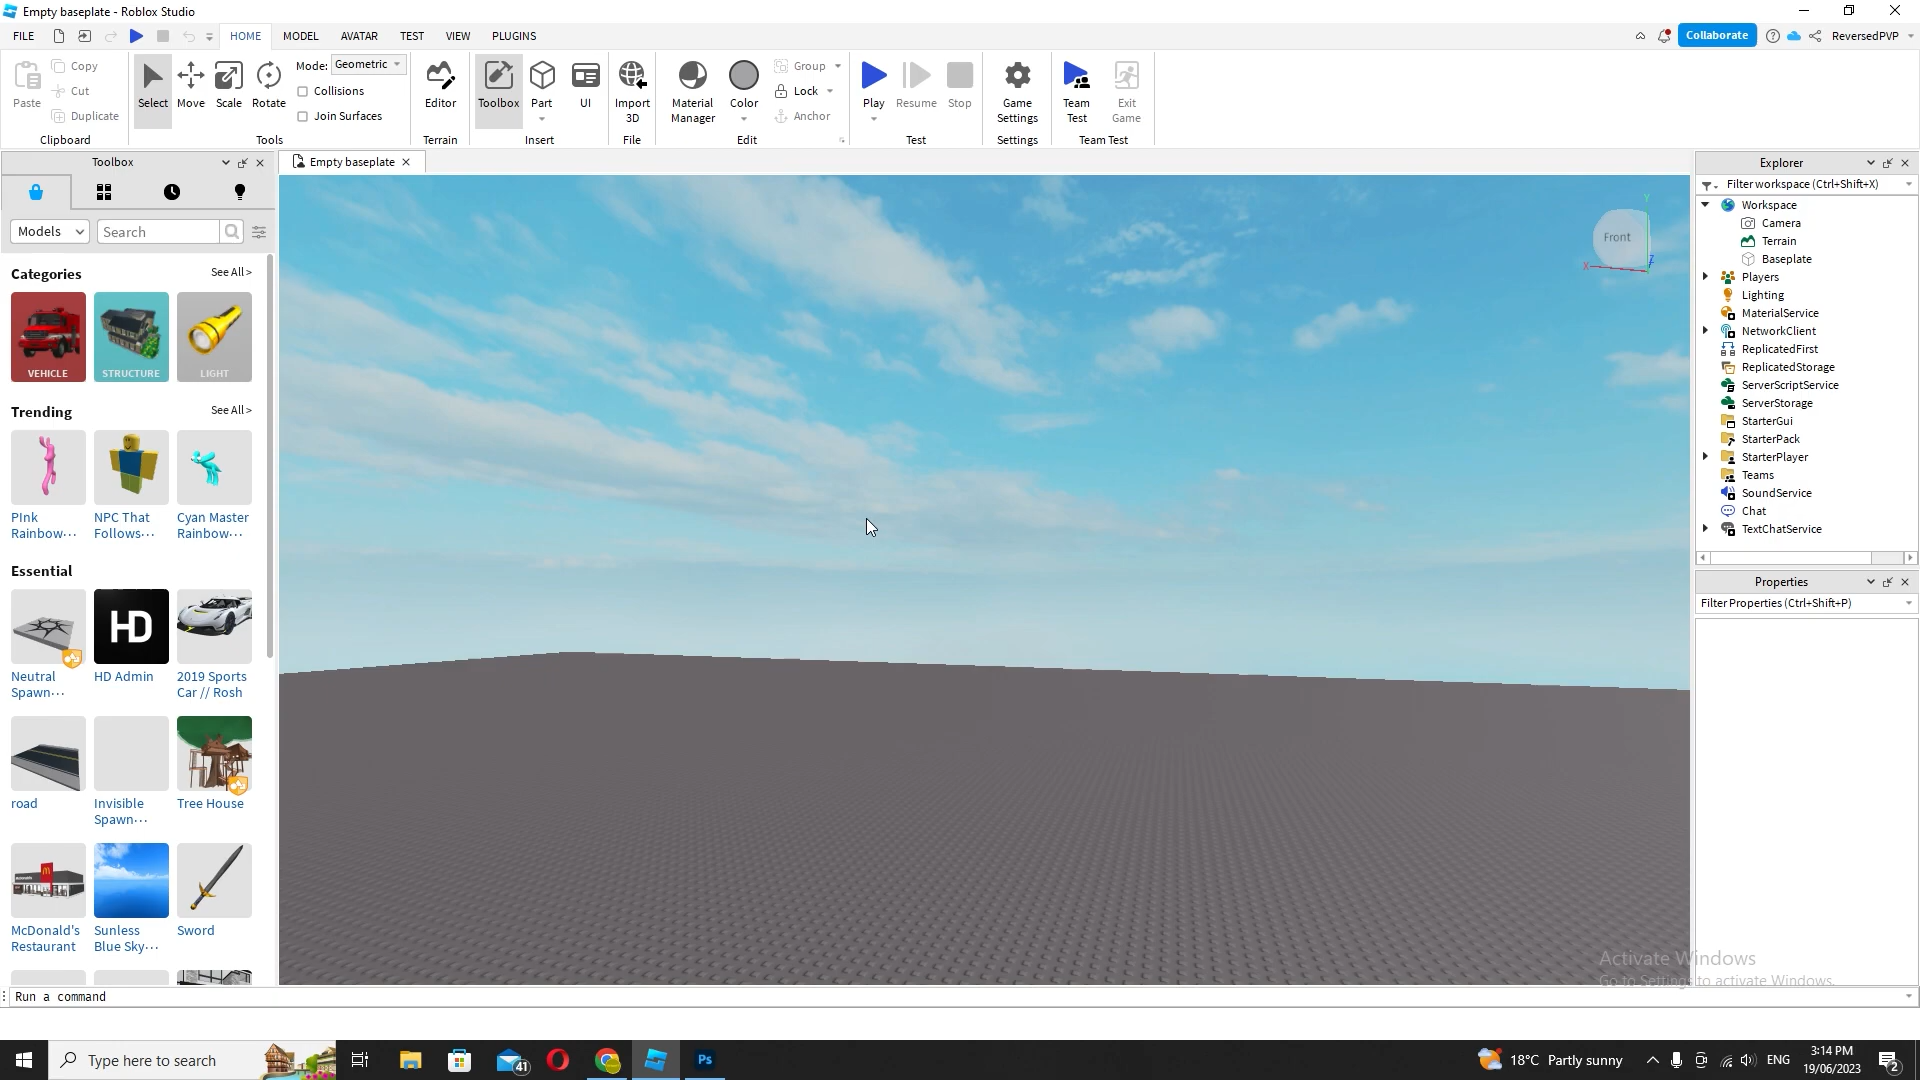 Empty baseplate - Roblox Studio
FILE HOME MODEL AVATAR TEST VIEW PLUGINS Collaborate ReversedPVP
Paste Copy Cut Duplicate
Clipboard
Select Move Scale Rotate
Mode: Geometric
Collisions
Join Surfaces
Tools
Editor
Terrain
Toolbox Part UI
Insert
Import 3D
File
Material Manager Color
Group
Lock
Anchor
Edit
Play Resume Stop
Test
Game Settings
Settings
Team Test
Exit Game
Team Test
Toolbox
Models Search
Categories See All >
VEHICLE STRUCTURE LIGHT
Trending See All >
PInk Rainbow...
NPC That Follows...
Cyan Master Rainbow...
Essential
Neutral Spawn...
HD
HD Admin
2019 Sports Car // Rosh
road
Invisible Spawn...
Tree House
McDonald's Restaurant
Sunless Blue Sky...
Sword
Empty baseplate
Front
X
Y
Z
Explorer
Filter workspace (Ctrl+Shift+X)
Workspace
Camera
Terrain
Baseplate
Players
Lighting
MaterialService
NetworkClient
ReplicatedFirst
ReplicatedStorage
ServerScriptService
ServerStorage
StarterGui
StarterPack
StarterPlayer
Teams
SoundService
Chat
TextChatService
Properties
Filter Properties (Ctrl+Shift+P)
Activate Windows
Go to Settings to activate Windows.
Run a command
Type here to search
41
Ps
18°C Partly sunny
ENG
3:14 PM
19/06/2023
2